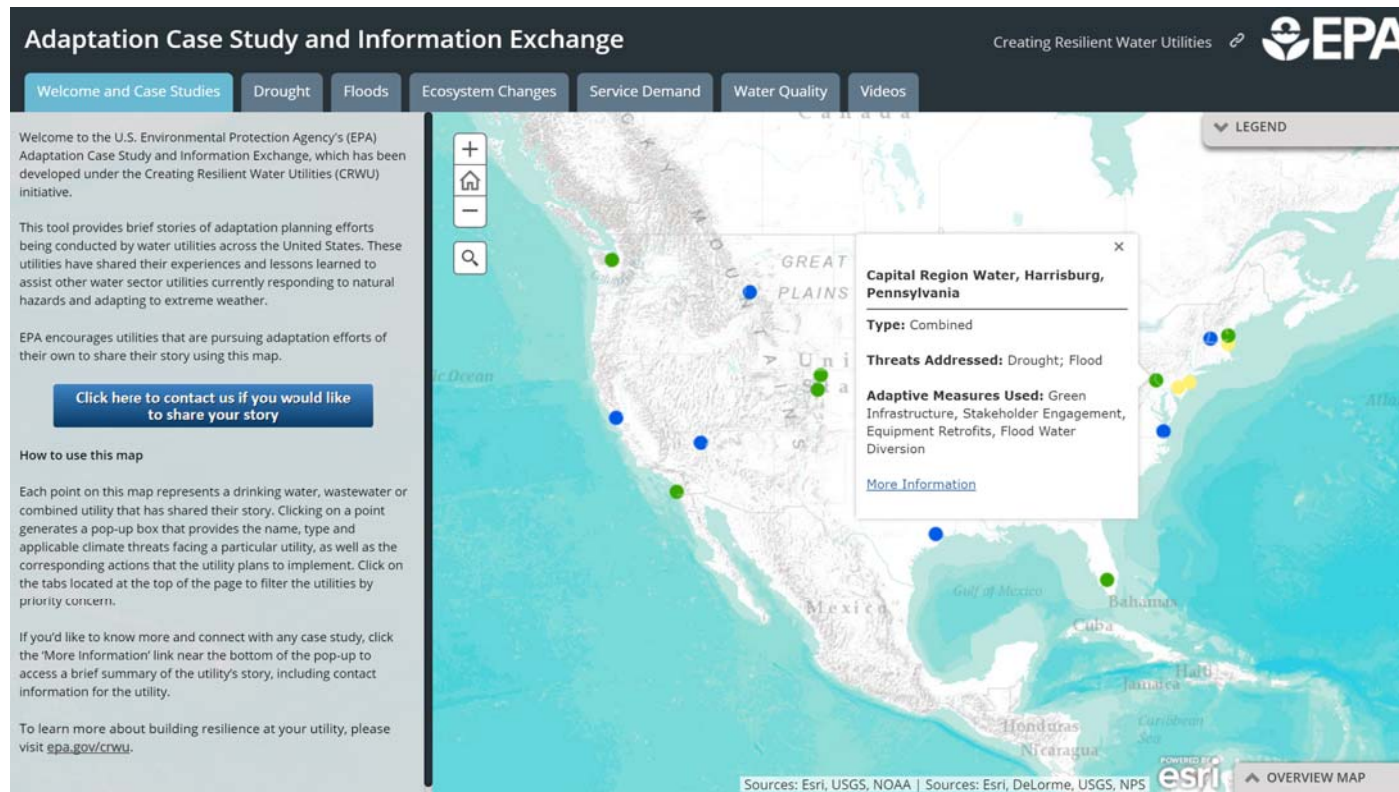 Adaptation Case Study and Information Exchange
Creating Resilient Water Utilities
EPA
Welcome and Case Studies
Drought
Floods
Ecosystem Changes
Service Demand
Water Quality
Videos
Welcome to the U.S. Environmental Protection Agency's (EPA)
Adaptation Case Study and Information Exchange, which has been
developed under the Creating Resilient Water Utilities (CRWU)
initiative.
This tool provides brief stories of adaptation planning efforts
being conducted by water utilities across the United States. These
utilities have shared their experiences and lessons learned to
assist other water sector utilities currently responding to natural
hazards and adapting to extreme weather.
EPA encourages utilities that are pursuing adaptation efforts of
their own to share their story using this map.
Click here to contact us if you would like
to share your story
How to use this map
Each point on this map represents a drinking water, wastewater or
combined utility that has shared their story. Clicking on a point
generates a pop-up box that provides the name, type and
applicable climate threats facing a particular utility, as well as the
corresponding actions that the utility plans to implement. Click on
the tabs located at the top of the page to filter the utilities by
priority concern.
If you'd like to know more and connect with any case study, click
the 'More Information' link near the bottom of the pop-up to
access a brief summary of the utility's story, including contact
information for the utility.
To learn more about building resilience at your utility, please
visit epa.gov/crwu.
LEGEND
Canada
GREAT
PLAINS
Uni
Ocean
Capital Region Water, Harrisburg,
Pennsylvania
Type: Combined
Threats Addressed: Drought; Flood
Adaptive Measures Used: Green
Infrastructure, Stakeholder Engagement,
Equipment Retrofits, Flood Water
Diversion
More Information
Gulf of Mexico
Mexico
Bahamas
Cuba
Haiti
Jamaica
Caribbean
Sea
Honduras
Nicaragua
POWERED BY
esri
Sources: Esri, USGS, NOAA | Sources: Esri, DeLorme, USGS, NPS
OVERVIEW MAP